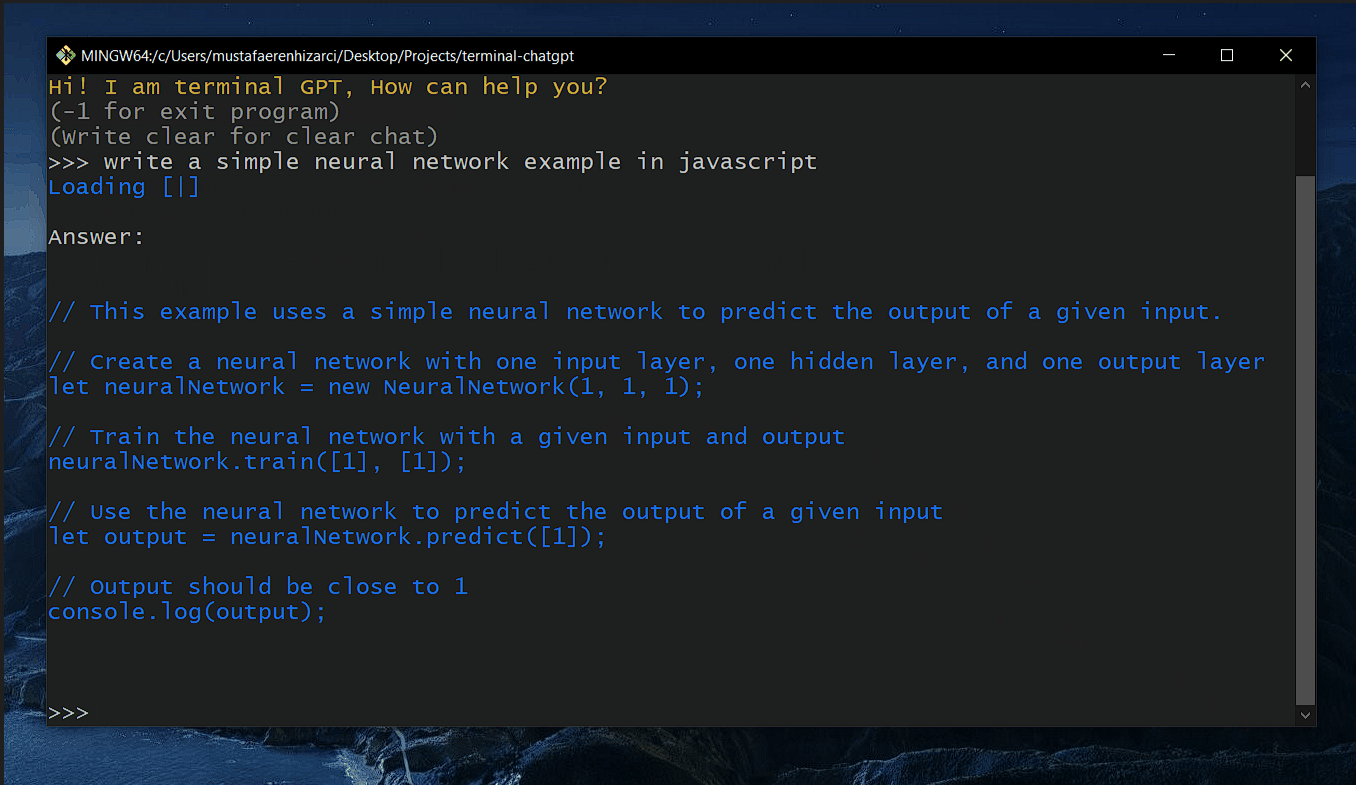 MINGW64:/c/Users/mustafaerenhizarci/Desktop/Projects/terminal-chatgpt
Hi! I am terminal GPT, How can help you?
(-1 for exit program)
(Write clear for clear chat)
>>> write a simple neural network example in javascript
Loading [|]
Answer:
// This example uses a simple neural network to predict the output of a given input.
// Create a neural network with one input layer, one hidden layer, and one output layer
let neuralNetwork = new NeuralNetwork(1, 1, 1);
// Train the neural network with a given input and output
neuralNetwork.train([1], [1]);
// Use the neural network to predict the output of a given input
let output = neuralNetwork.predict([1]);
// Output should be close to 1
console.log(output);
>>>